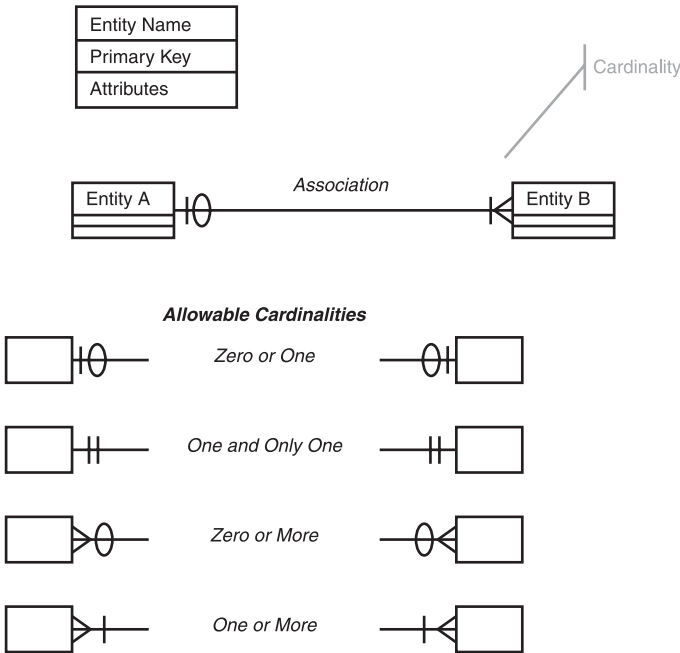 Entity Name
Primary Key
Attributes
Cardinality
Association
Entity A
Entity B
Allowable Cardinalities
Zero or One
One and Only One
Zero or More
One or More